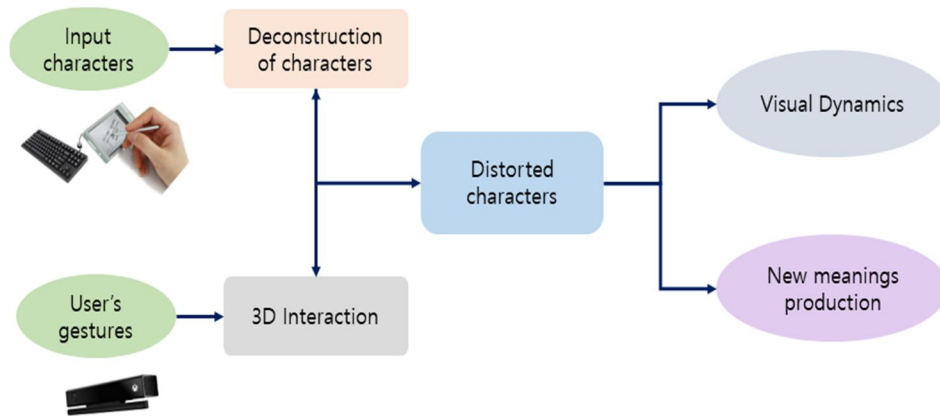 Input
characters
Deconstruction
of characters
Visual Dynamics
Distorted
characters
New meanings
production
User's
gestures
3D Interaction